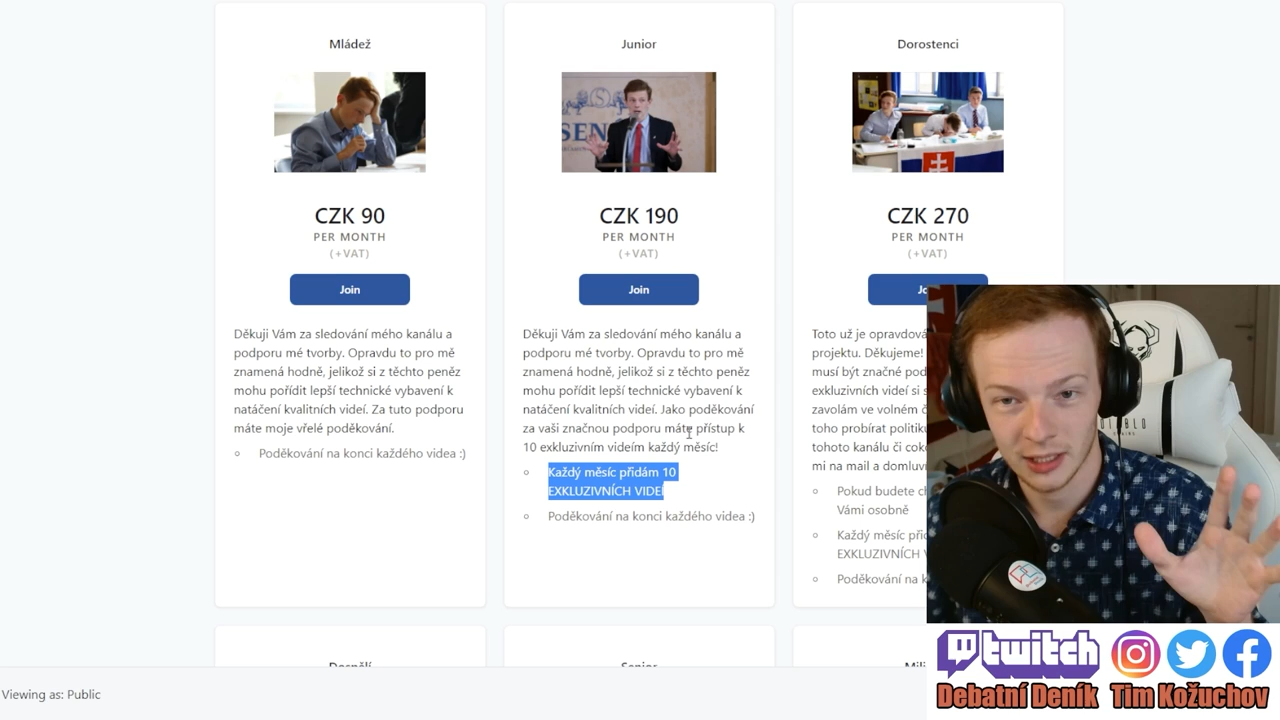 Mládež
CZK 90
PER MONTH
(+VAT)
Join
Děkuji Vám za sledování mého kanálu a
podporu mé tvorby. Opravdu to pro mě
znamená hodně, jelikož si z těchto peněz
mohu pořídit lepší technické vybavení k
natáčení kvalitních videí. Za tuto podporu
máte moje vřelé poděkování.
Poděkování na konci každého videa :)
Junior
SEN
CZK 190
PER MONTH
(+VAT)
Join
Děkuji Vám za sledování mého kanálu a
podporu mé tvorby. Opravdu to pro mě
znamená hodně, jelikož si z těchto peněz
mohu pořídit lepší technické vybavení k
natáčení kvalitních videí. Jako poděkování
za vaši značnou podporu máte přístup k
10 exkluzivním videím každý měsíc!
Každý měsíc přidám 10
EXKLUZIVNÍCH VIDEÍ
Poděkování na konci každého videa :)
Dorostenci
CZK 270
PER MONTH
(+VAT)
Toto už je
projektu. Děkujeme!
musí být značné
exkluzivních videí si
zavolám ve volném
toho probírat
tohoto kanálu či
mi na mail a
Pokud budete
Vámi osobně
Každý měsíc
EXKLUZIVNÍCH
Poděkování na
Dospělí
Senior
Viewing as: Public
twitch
Debatní Deník Tim Kožuchov